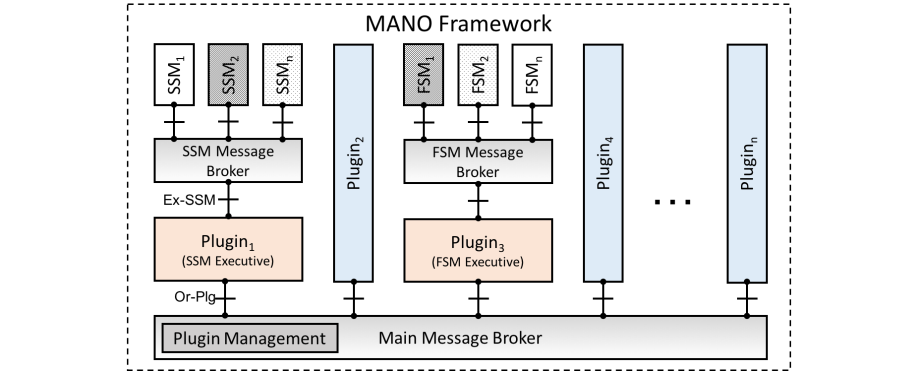 MANO Framework
SSM1
SSM2
SSMn
Plugin2
FSM1
FSM2
FSMn
Plugin4
Pluginn
SSM Message
Broker
FSM Message
Broker
Ex-SSM
...
Plugin1
(SSM Executive)
Plugin3
(FSM Executive)
Or-Plg
Plugin Management
Main Message Broker